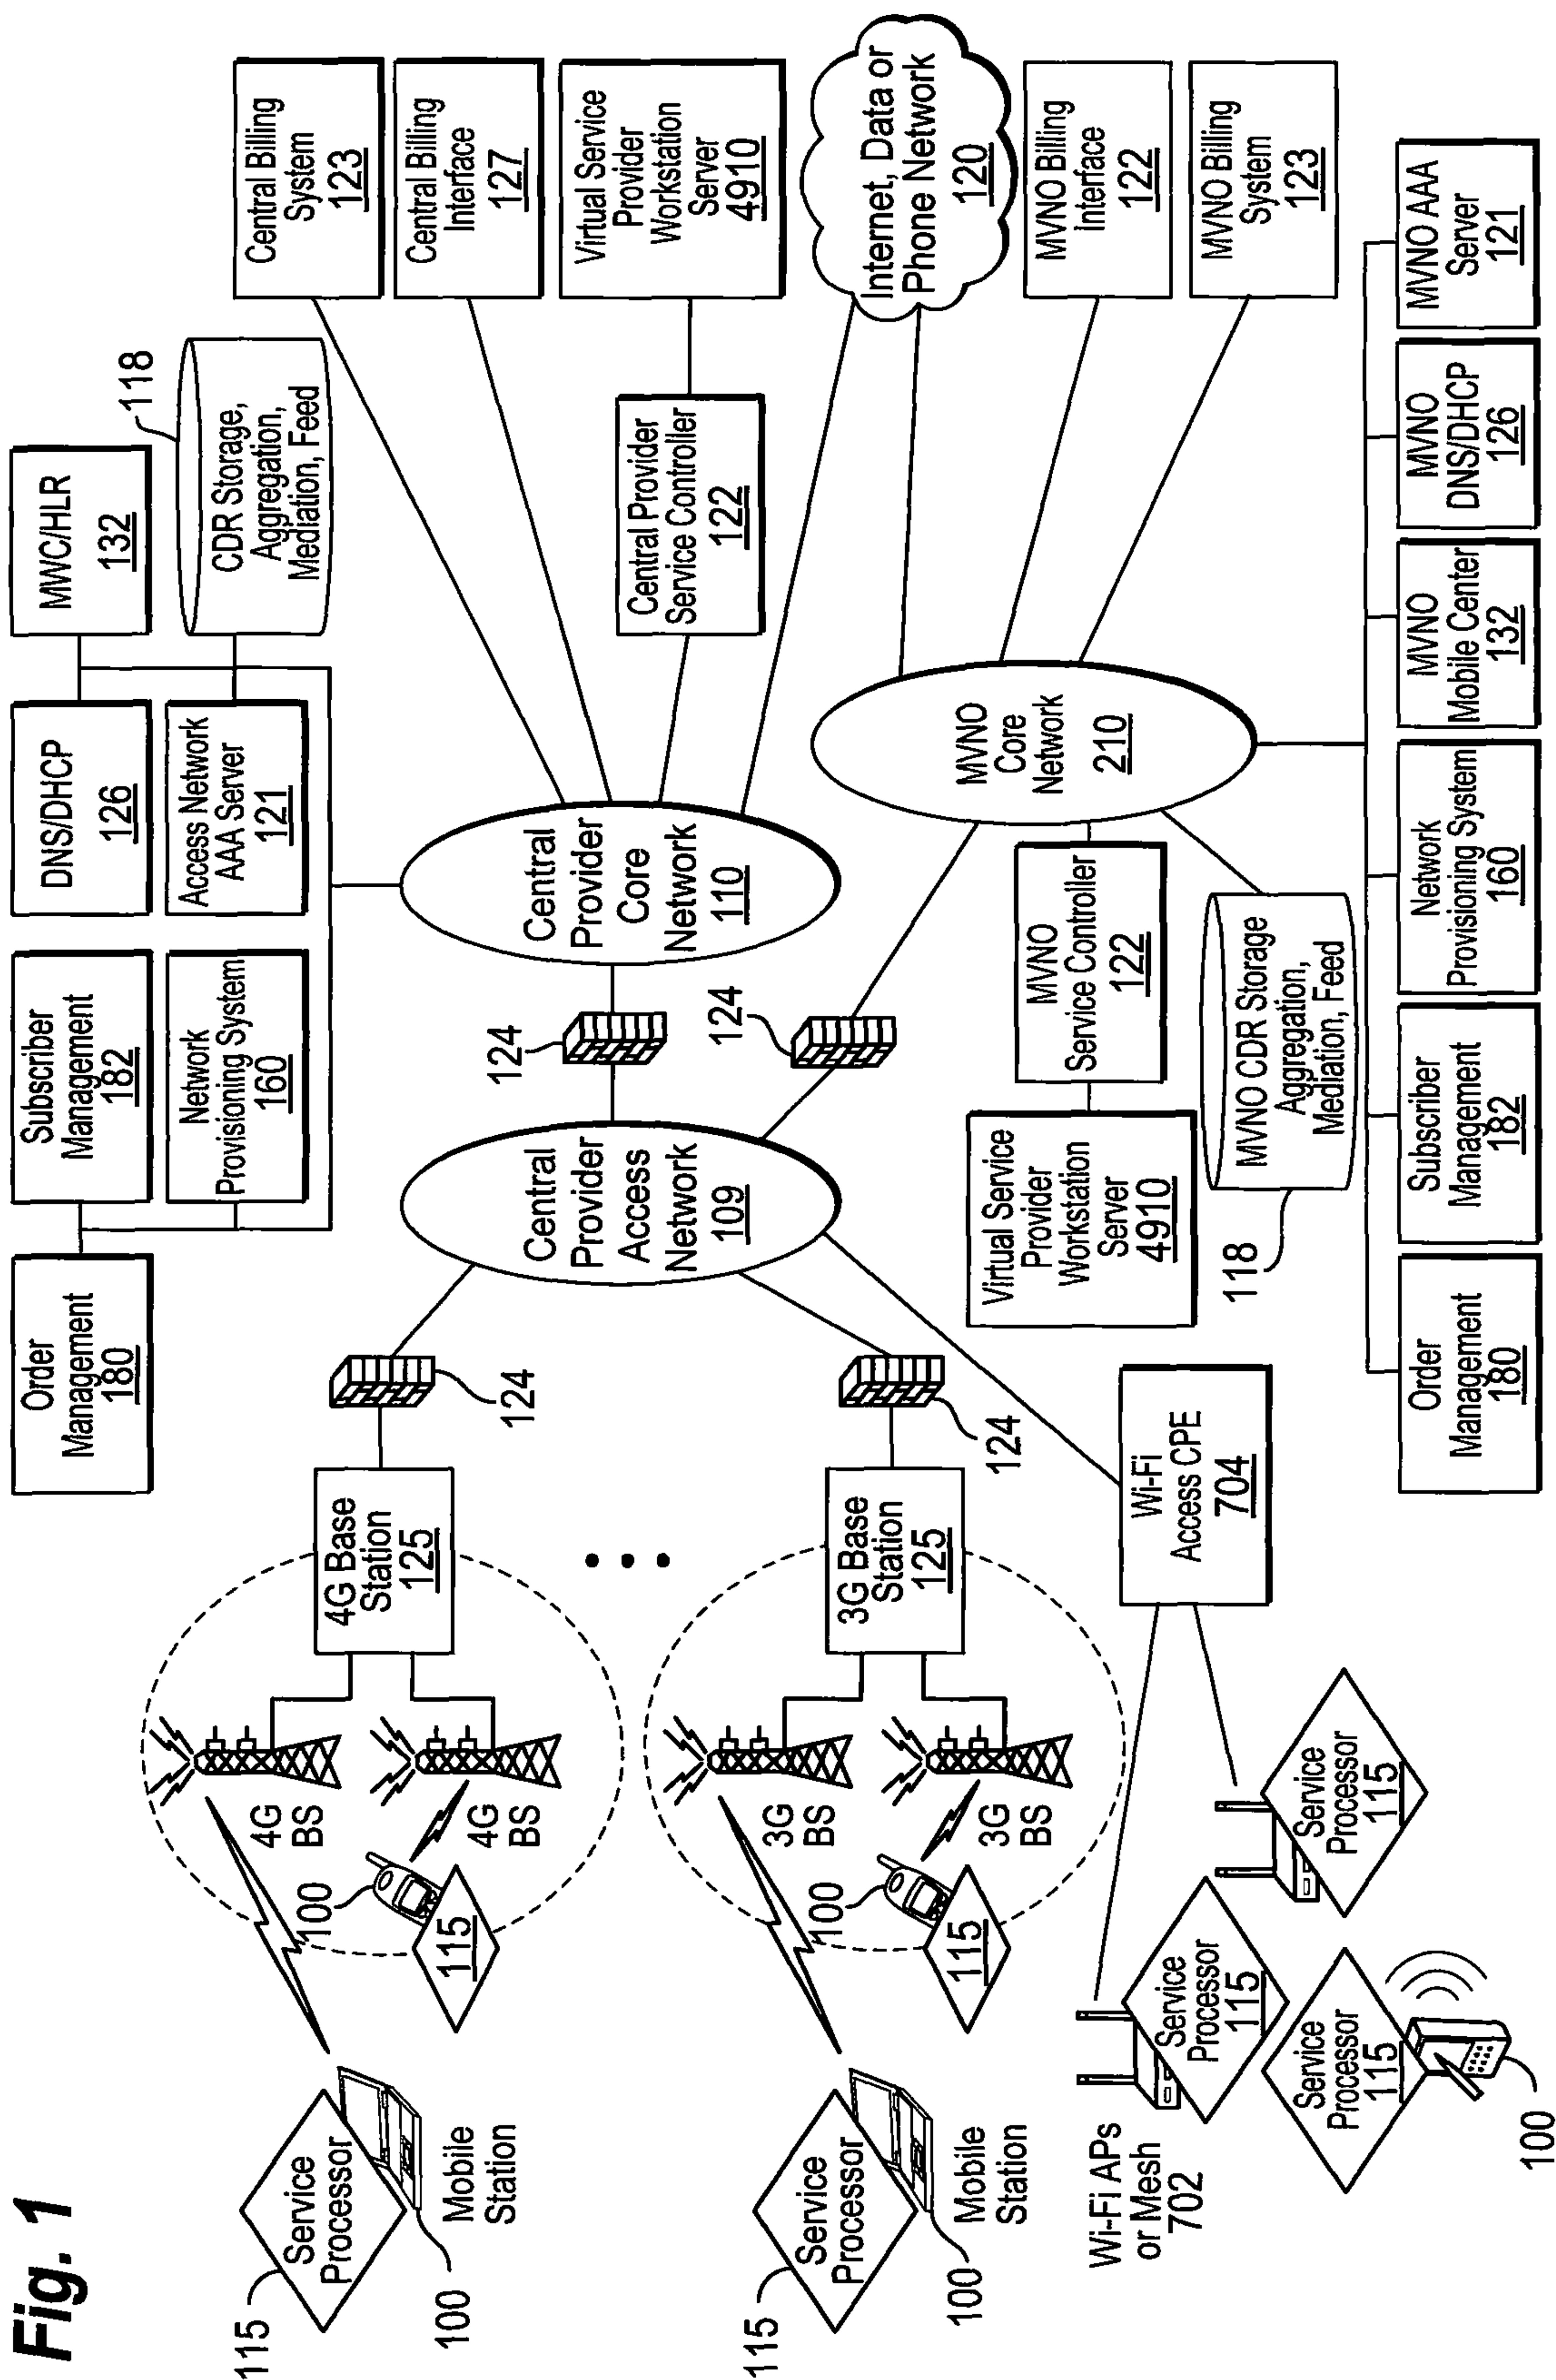 Fig. 1
Order
Management
180
Subscriber
Management
182
DNS/DHCP
126
MWC/HLR
132
118
Network
Provisioning System
160
Access Network
AAA Server
121
CDR Storage,
Aggregation,
Mediation, Feed
Central Billing
System
123
Central Billing
Interface
127
Virtual Service
Provider
Workstation
Server
4910
Central Provider
Service Controller
122
Internet, Data or
Phone Network
120
MVNO Billing
Interface
122
MVNO Billing
System
123
115
Service
Processor
100
Mobile
Station
4G
BS
4G
BS
100
115
4G Base
Station
125
124
Central
Provider
Access
Network
109
124
Central
Provider
Core
Network
110
124
MVNO
Core
Network
210
115
Service
Processor
100
Mobile
Station
3G
BS
3G
BS
100
115
3G Base
Station
125
124
Virtual Service
Provider
Workstation
Server
4910
MVNO
Service Controller
122
MVNO CDR Storage
Aggregation,
Mediation, Feed
118
Wi-Fi
Access CPE
704
Wi-Fi APs
or Mesh
702
Service
Processor
115
Service
Processor
115
Service
Processor
115
100
Order
Management
180
Subscriber
Management
182
Network
Provisioning System
160
MVNO
Mobile Center
132
MVNO
DNS/DHCP
126
MVNO AAA
Server
121